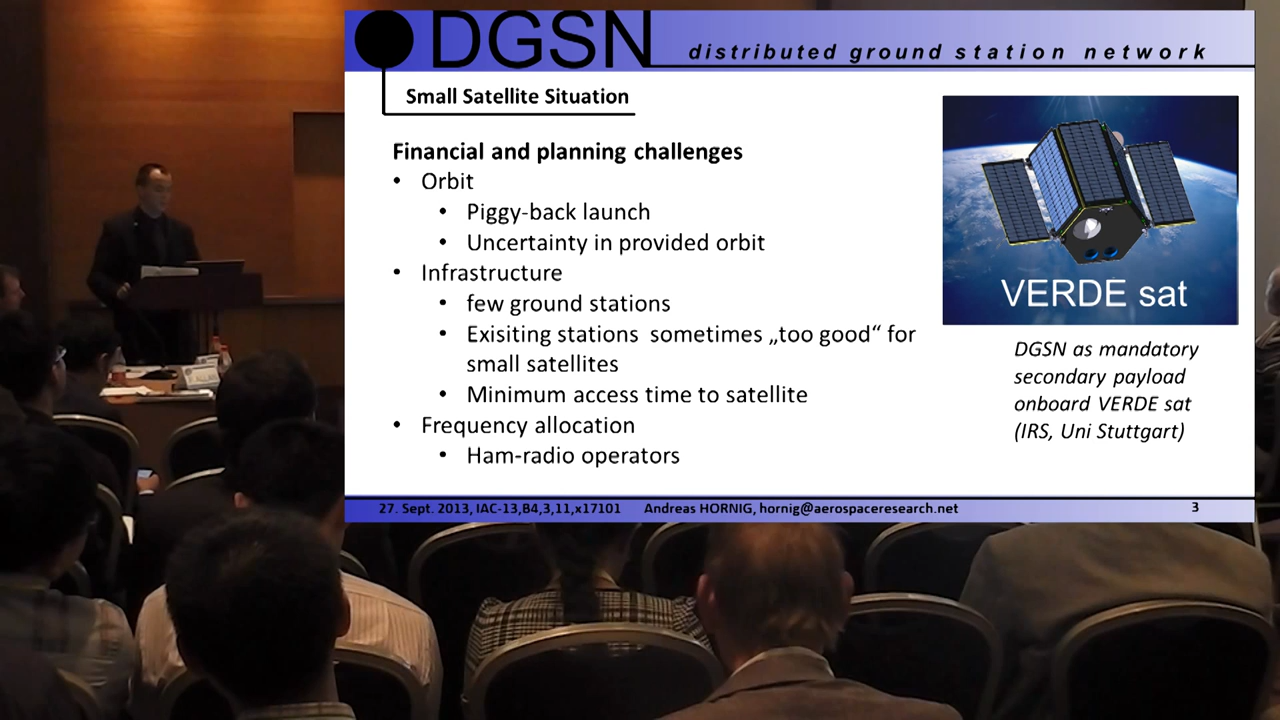 DGSN distributed ground station network
Small Satellite Situation
Financial and planning challenges
• Orbit
• Piggy-back launch
• Uncertainty in provided orbit
• Infrastructure
• few ground stations
• Exisiting stations sometimes „too good“ for
small satellites
• Minimum access time to satellite
• Frequency allocation
• Ham-radio operators
VERDE sat
DGSN as mandatory
secondary payload
onboard VERDE sat
(IRS, Uni Stuttgart)
27. Sept. 2013, IAC-13,B4,3,11,x17101 Andreas HORNIG, hornig@aerospaceresearch.net 3